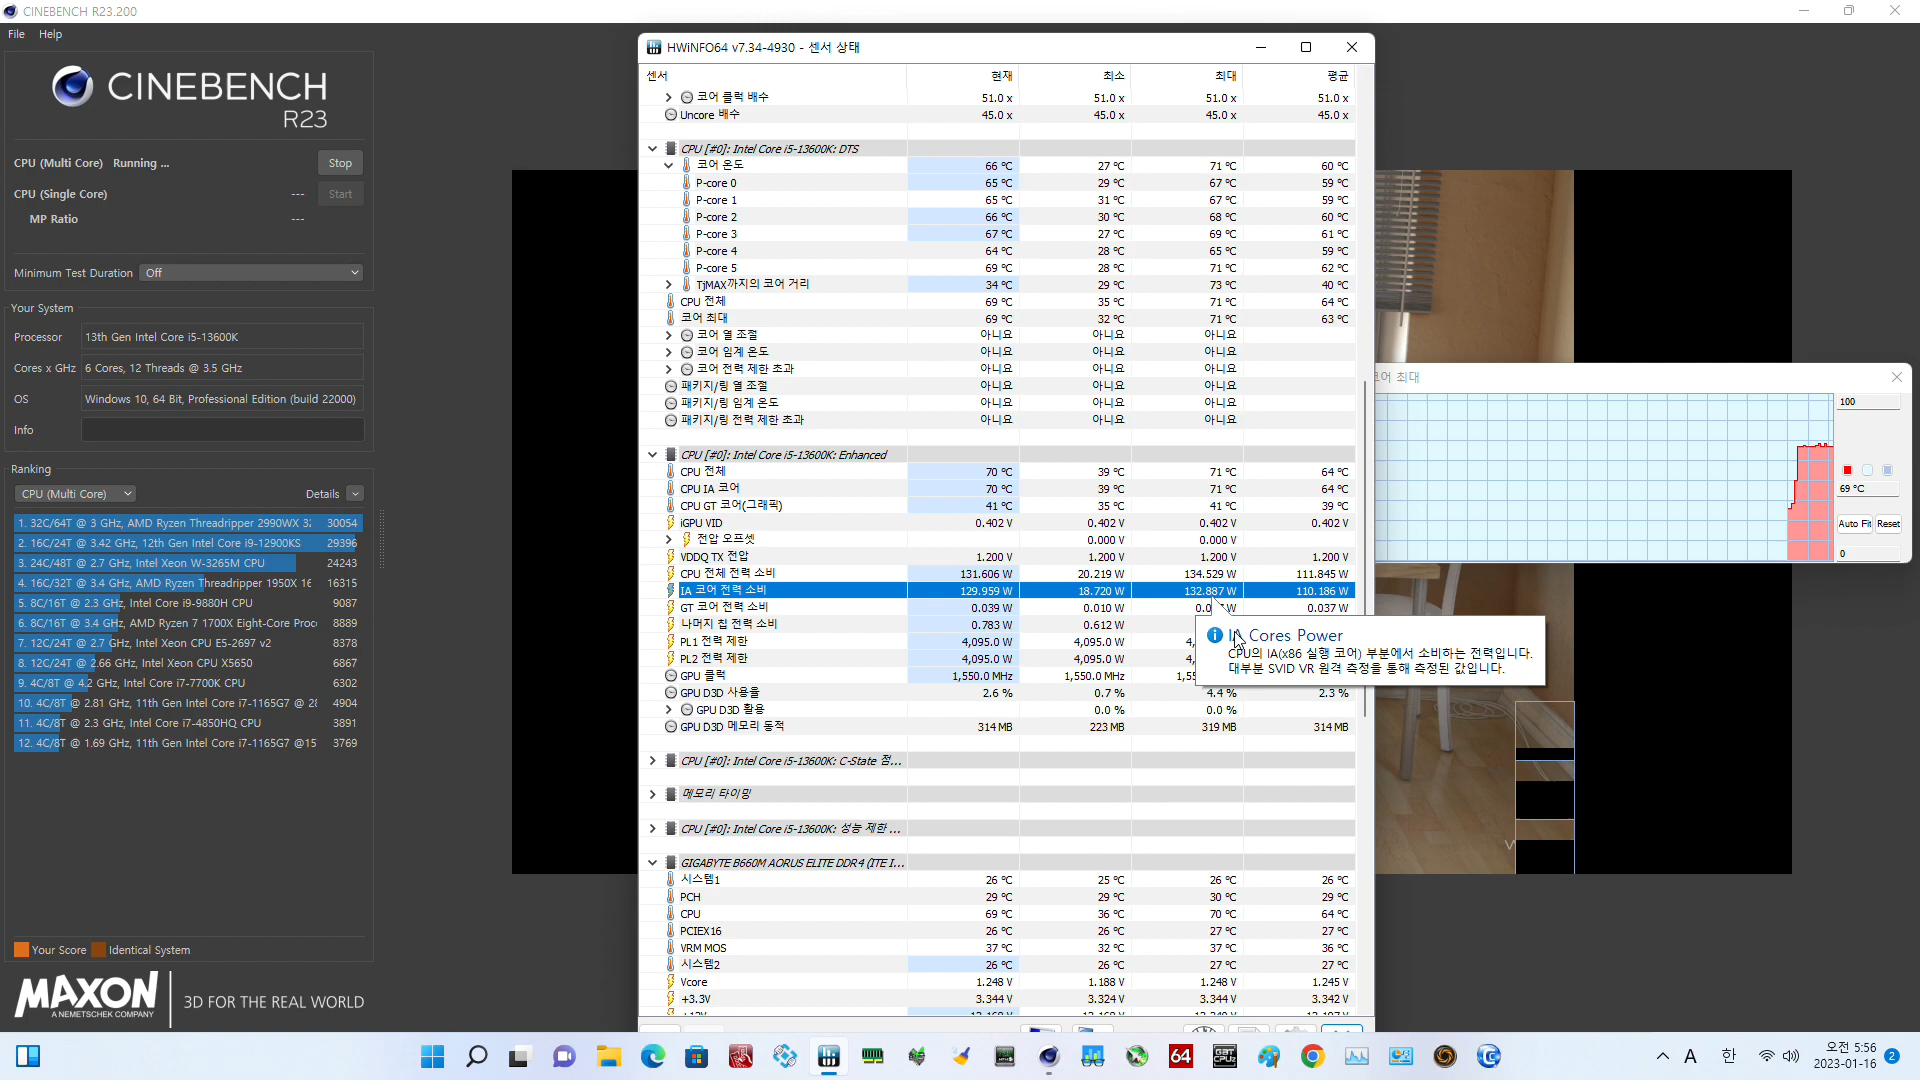 CINEBENCH R23.200
File Help
CINEBENCH
R23
CPU (Multi Core) Running ... Stop
CPU (Single Core) --- Start
MP Ratio ---
Minimum Test Duration Off
Your System
Processor 13th Gen Intel Core i5-13600K
Cores x GHz 6 Cores, 12 Threads @ 3.5 GHz
OS Windows 10, 64 Bit, Professional Edition (build 22000)
Info
Ranking
CPU (Multi Core) Details
1. 32C/64T @ 3 GHz, AMD Ryzen Threadripper 2990WX 32 30054
2. 16C/24T @ 3.42 GHz, 12th Gen Intel Core i9-12900KS 29396
3. 24C/48T @ 2.7 GHz, Intel Xeon W-3265M CPU 24243
4. 16C/32T @ 3.4 GHz, AMD Ryzen Threadripper 1950X 16 16315
5. 8C/16T @ 2.3 GHz, Intel Core i9-9880H CPU 9087
6. 8C/16T @ 3.4 GHz, AMD Ryzen 7 1700X Eight-Core Proc 8889
7. 12C/24T @ 2.7 GHz, Intel Xeon CPU E5-2697 v2 8378
8. 12C/24T @ 2.66 GHz, Intel Xeon CPU X5650 6867
9. 4C/8T @ 4.2 GHz, Intel Core i7-7700K CPU 6302
10. 4C/8T @ 2.81 GHz, 11th Gen Intel Core i7-1165G7 @ 28 4904
11. 4C/8T @ 2.3 GHz, Intel Core i7-4850HQ CPU 3891
12. 4C/8T @ 1.69 GHz, 11th Gen Intel Core i7-1165G7 @15 3769
Your Score Identical System
MAXON
A NEMETSCHEK COMPANY
3D FOR THE REAL WORLD
HWiNFO64 v7.34-4930 - 센서 상태
센서 현재 최소 최대 평균
코어 클럭 배수 51.0 x 51.0 x 51.0 x 51.0 x
Uncore 배수 45.0 x 45.0 x 45.0 x 45.0 x
CPU [#0]: Intel Core i5-13600K: DTS
코어 온도 66 °C 27 °C 71 °C 60 °C
P-core 0 65 °C 29 °C 67 °C 59 °C
P-core 1 65 °C 31 °C 67 °C 59 °C
P-core 2 66 °C 30 °C 68 °C 60 °C
P-core 3 67 °C 27 °C 69 °C 61 °C
P-core 4 64 °C 28 °C 65 °C 59 °C
P-core 5 69 °C 28 °C 71 °C 62 °C
TjMAX까지의 코어 거리 34 °C 29 °C 73 °C 40 °C
CPU 전체 69 °C 35 °C 71 °C 64 °C
코어 최대 69 °C 32 °C 71 °C 63 °C
코어 열 조절 아니요 아니요 아니요
코어 임계 온도 아니요 아니요 아니요
코어 전력 제한 초과 아니요 아니요 아니요
패키지/링 열 조절 아니요 아니요 아니요
패키지/링 임계 온도 아니요 아니요 아니요
패키지/링 전력 제한 초과 아니요 아니요 아니요
CPU [#0]: Intel Core i5-13600K: Enhanced
CPU 전체 70 °C 39 °C 71 °C 64 °C
CPU IA 코어 70 °C 39 °C 71 °C 64 °C
CPU GT 코어(그래픽) 41 °C 35 °C 41 °C 39 °C
iGPU VID 0.402 V 0.402 V 0.402 V 0.402 V
전압 오프셋 0.000 V 0.000 V
VDDQ TX 전압 1.200 V 1.200 V 1.200 V 1.200 V
CPU 전체 전력 소비 131.606 W 20.219 W 134.529 W 111.845 W
IA 코어 전력 소비 129.959 W 18.720 W 132.887 W 110.186 W
GT 코어 전력 소비 0.039 W 0.010 W 0.0 W 0.037 W
나머지 칩 전력 소비 0.783 W 0.612 W
PL1 전력 제한 4,095.0 W 4,095.0 W 4,
PL2 전력 제한 4,095.0 W 4,095.0 W 4,
GPU 클럭 1,550.0 MHz 1,550.0 MHz 1,55
GPU D3D 사용율 2.6 % 0.7 % 4.4 % 2.3 %
GPU D3D 활용 0.0 % 0.0 %
GPU D3D 메모리 동적 314 MB 223 MB 319 MB 314 MB
CPU [#0]: Intel Core i5-13600K: C-State 점...
메모리 타이밍
CPU [#0]: Intel Core i5-13600K: 성능 제한 ...
GIGABYTE B660M AORUS ELITE DDR4 (ITE I...
시스템1 26 °C 25 °C 26 °C 26 °C
PCH 29 °C 29 °C 30 °C 29 °C
CPU 69 °C 36 °C 70 °C 64 °C
PCIEX16 26 °C 26 °C 27 °C 27 °C
VRM MOS 37 °C 32 °C 37 °C 36 °C
시스템2 26 °C 26 °C 27 °C 27 °C
Vcore 1.248 V 1.188 V 1.248 V 1.245 V
+3.3V 3.344 V 3.324 V 3.344 V 3.342 V
IA Cores Power
CPU의 IA(x86 실행 코어) 부분에서 소비하는 전력입니다.
대부분 SVID VR 원격 측정을 통해 측정된 값입니다.
코어 최대
100
69 °C
Auto Fit Reset
0
64
A 한
오전 5:56
2023-01-16
2